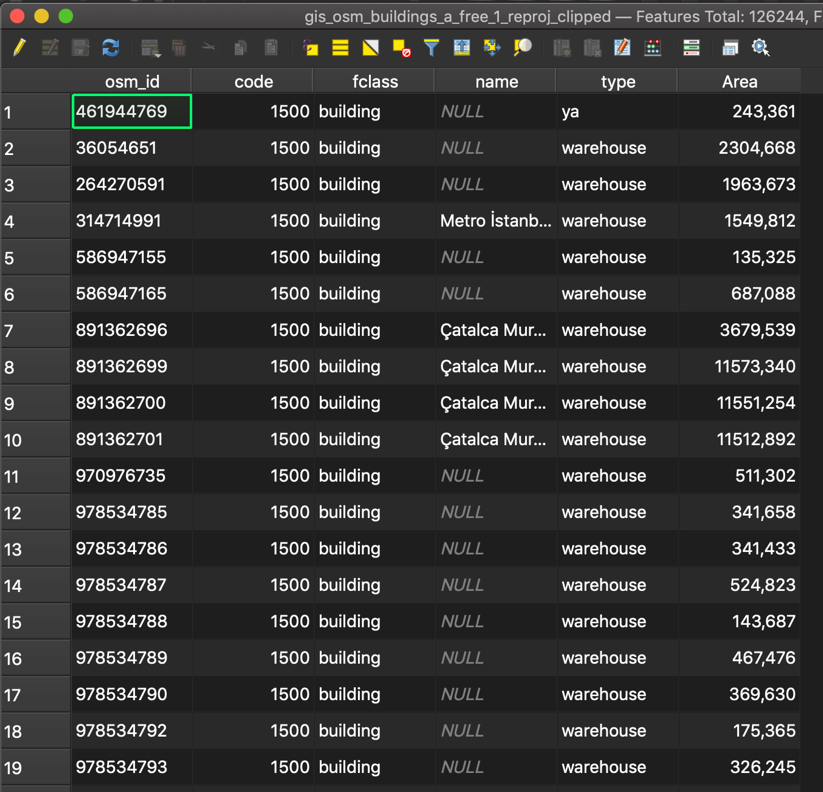 gis_osm_buildings_a_free_1_reproj_clipped — Features Total: 126244, F
osm_id code fclass name type Area
1 461944769 1500 building NULL ya 243,361
2 36054651 1500 building NULL warehouse 2304,668
3 264270591 1500 building NULL warehouse 1963,673
4 314714991 1500 building Metro İstanb... warehouse 1549,812
5 586947155 1500 building NULL warehouse 135,325
6 586947165 1500 building NULL warehouse 687,088
7 891362696 1500 building Çatalca Mur... warehouse 3679,539
8 891362699 1500 building Çatalca Mur... warehouse 11573,340
9 891362700 1500 building Çatalca Mur... warehouse 11551,254
10 891362701 1500 building Çatalca Mur... warehouse 11512,892
11 970976735 1500 building NULL warehouse 511,302
12 978534785 1500 building NULL warehouse 341,658
13 978534786 1500 building NULL warehouse 341,433
14 978534787 1500 building NULL warehouse 524,823
15 978534788 1500 building NULL warehouse 143,687
16 978534789 1500 building NULL warehouse 467,476
17 978534790 1500 building NULL warehouse 369,630
18 978534792 1500 building NULL warehouse 175,365
19 978534793 1500 building NULL warehouse 326,245